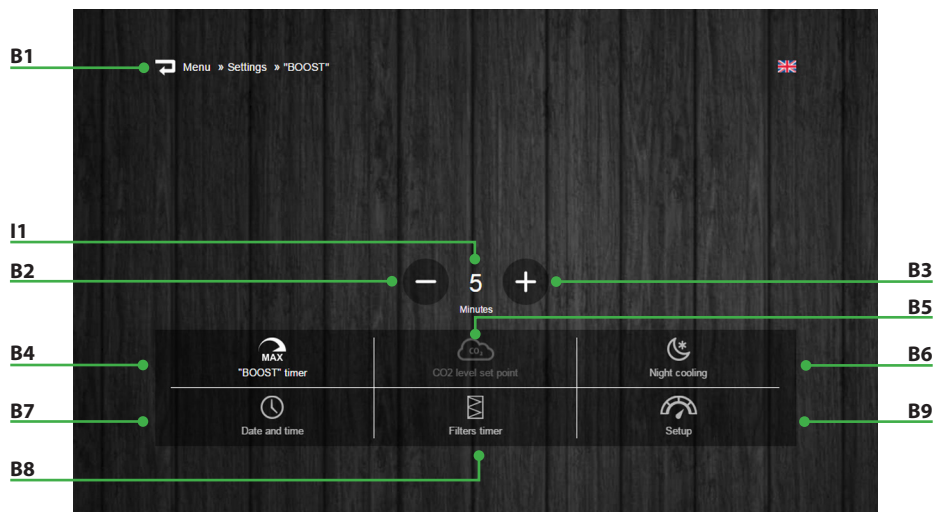 B1
Menu » Settings » "BOOST"
I1
B2
5
B3
Minutes
B5
B4
MAX
"BOOST" timer
CO₂
CO2 level set point
Night cooling
B6
B7
Date and time
Filters timer
Setup
B9
B8